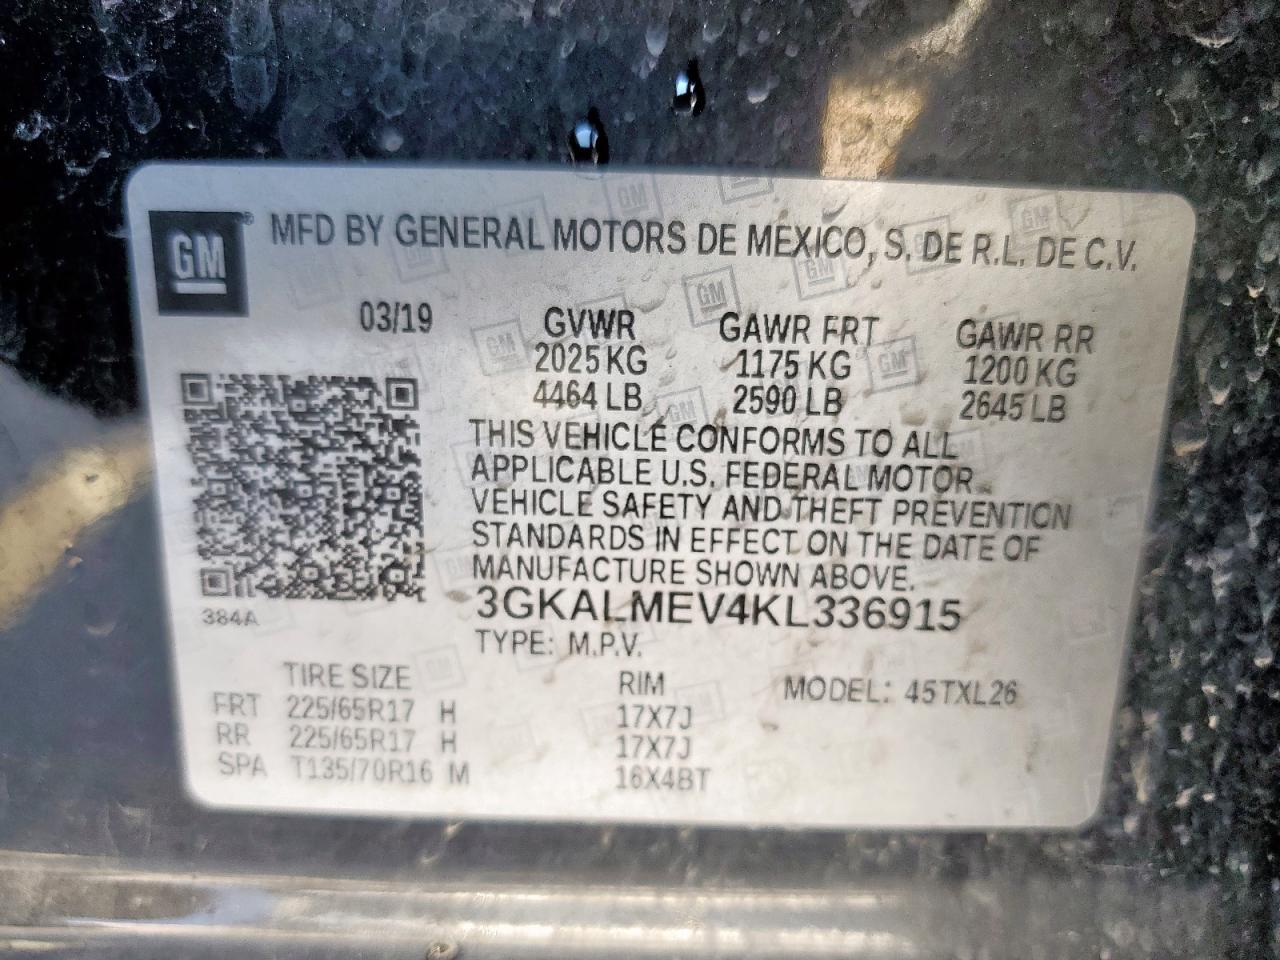 GM ® MFD BY GENERAL MOTORS DE MEXICO, S. DE R.L. DE C.V.
03/19 GVWR GAWR FRT GAWR RR
2025 KG 1175 KG 1200 KG
4464 LB 2590 LB 2645 LB
THIS VEHICLE CONFORMS TO ALL
APPLICABLE U.S. FEDERAL MOTOR
VEHICLE SAFETY AND THEFT PREVENTION
STANDARDS IN EFFECT ON THE DATE OF
MANUFACTURE SHOWN ABOVE.
3GKALMEV4KL336915
384A
TYPE: M.P.V.
TIRE SIZE RIM MODEL: 45TXL26
FRT 225/65R17 H 17X7J
RR 225/65R17 H 17X7J
SPA T135/70R16 M 16X4BT